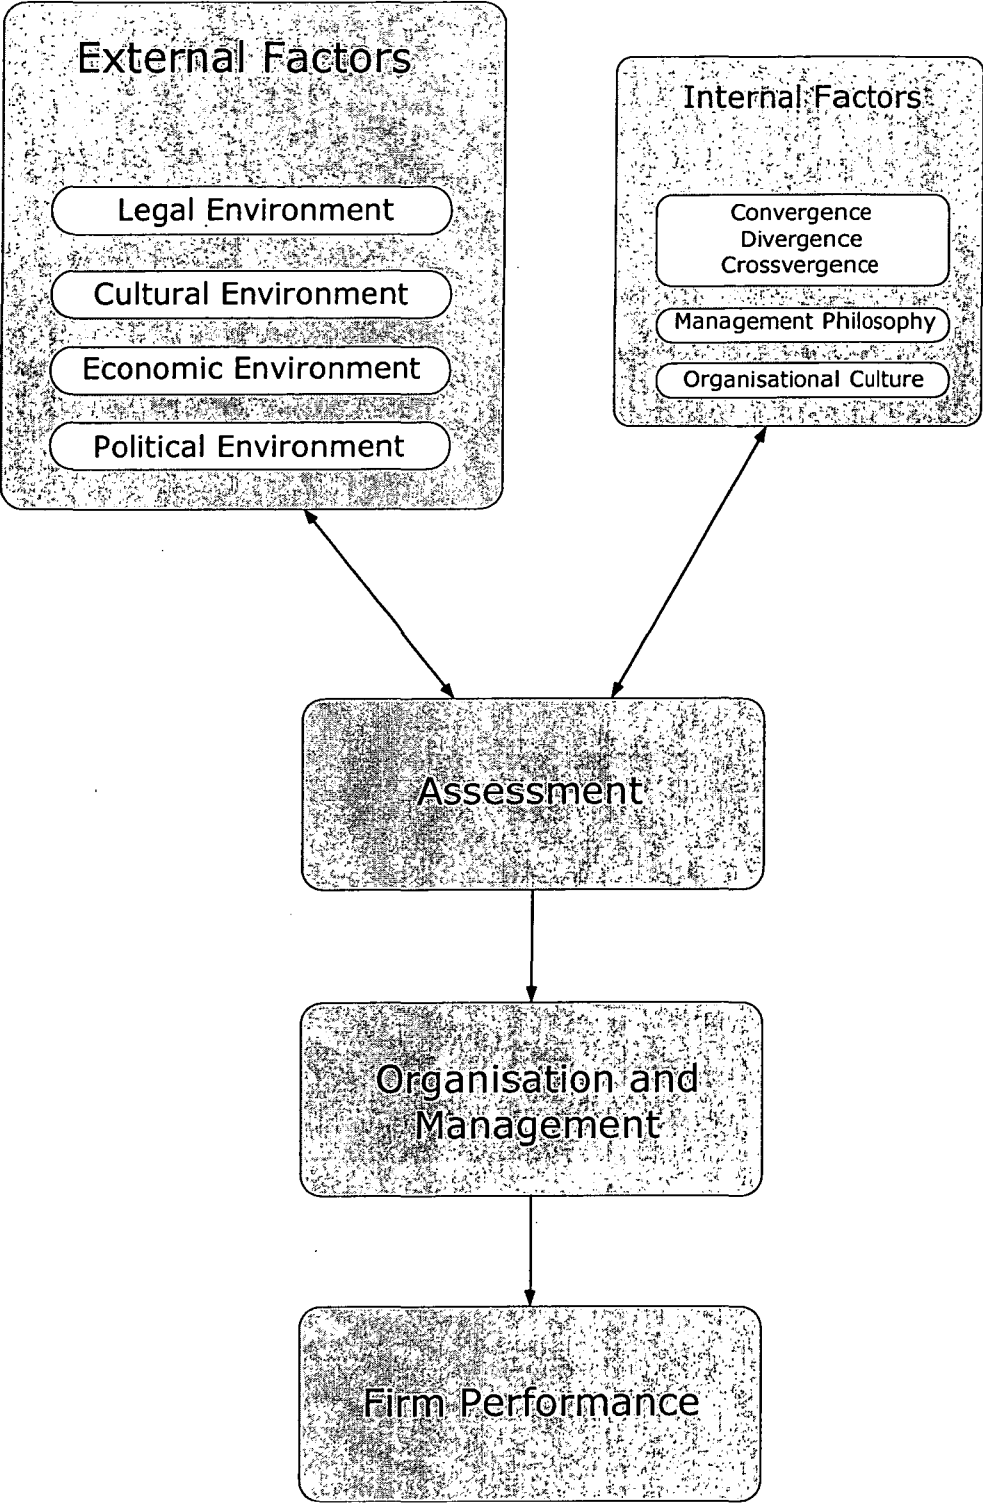 External Factors
Legal Environment
Cultural Environment
Economic Environment
Political Environment
Internal Factors
Convergence
Divergence
Crossvergence
Management Philosophy
Organisational Culture
Assessment
Organisation and
Management
Firm Performance